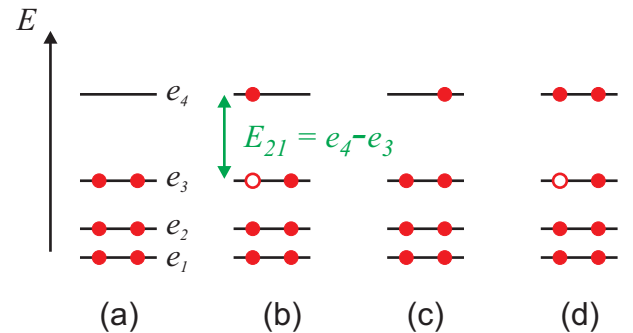 E
e₄
E₂₁ = e₄–e₃
e₃
e₂
e₁
(a) (b) (c) (d)